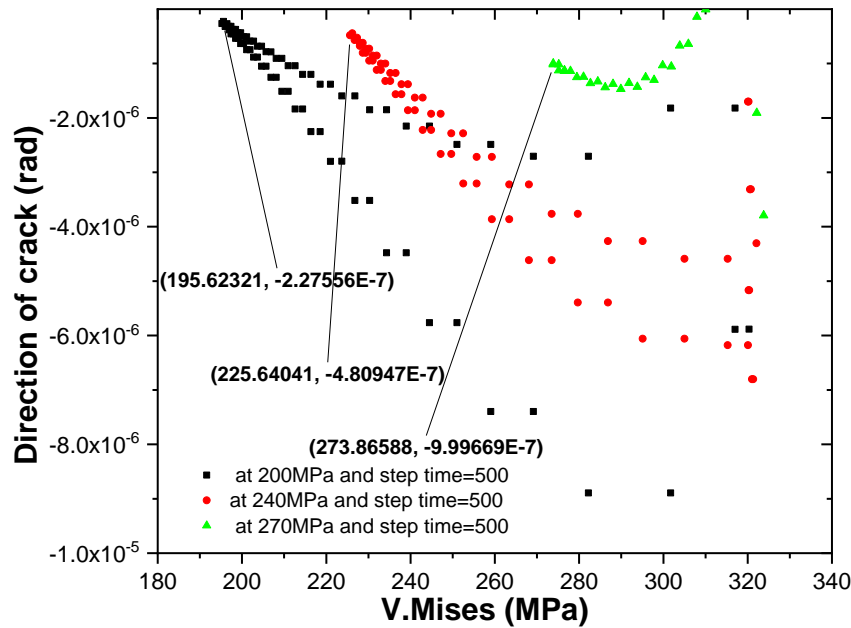 -2.0x10⁻⁶
-4.0x10⁻⁶
-6.0x10⁻⁶
-8.0x10⁻⁶
-1.0x10⁻⁵
Direction of crack (rad)
(195.62321, -2.27556E-7)
(225.64041, -4.80947E-7)
(273.86588, -9.99669E-7)
at 200MPa and step time=500
at 240MPa and step time=500
at 270MPa and step time=500
180 200 220 240 260 280 300 320 340
V.Mises (MPa)